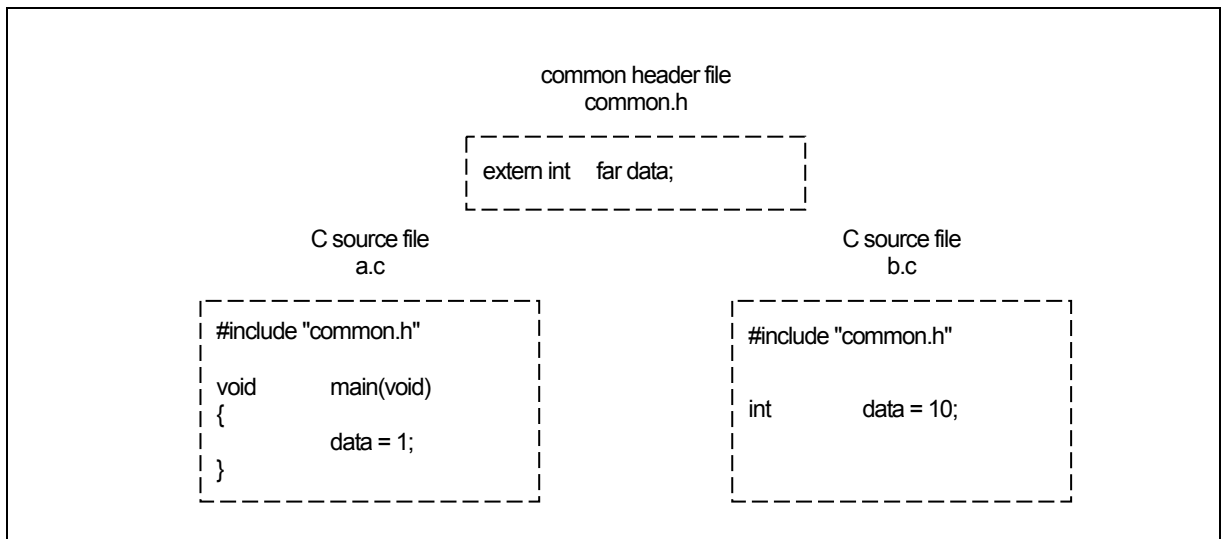 common header file
common.h
extern int far data;
C source file
a.c
#include "common.h"
void main(void)
{
data = 1;
}
C source file
b.c
#include "common.h"
int data = 10;